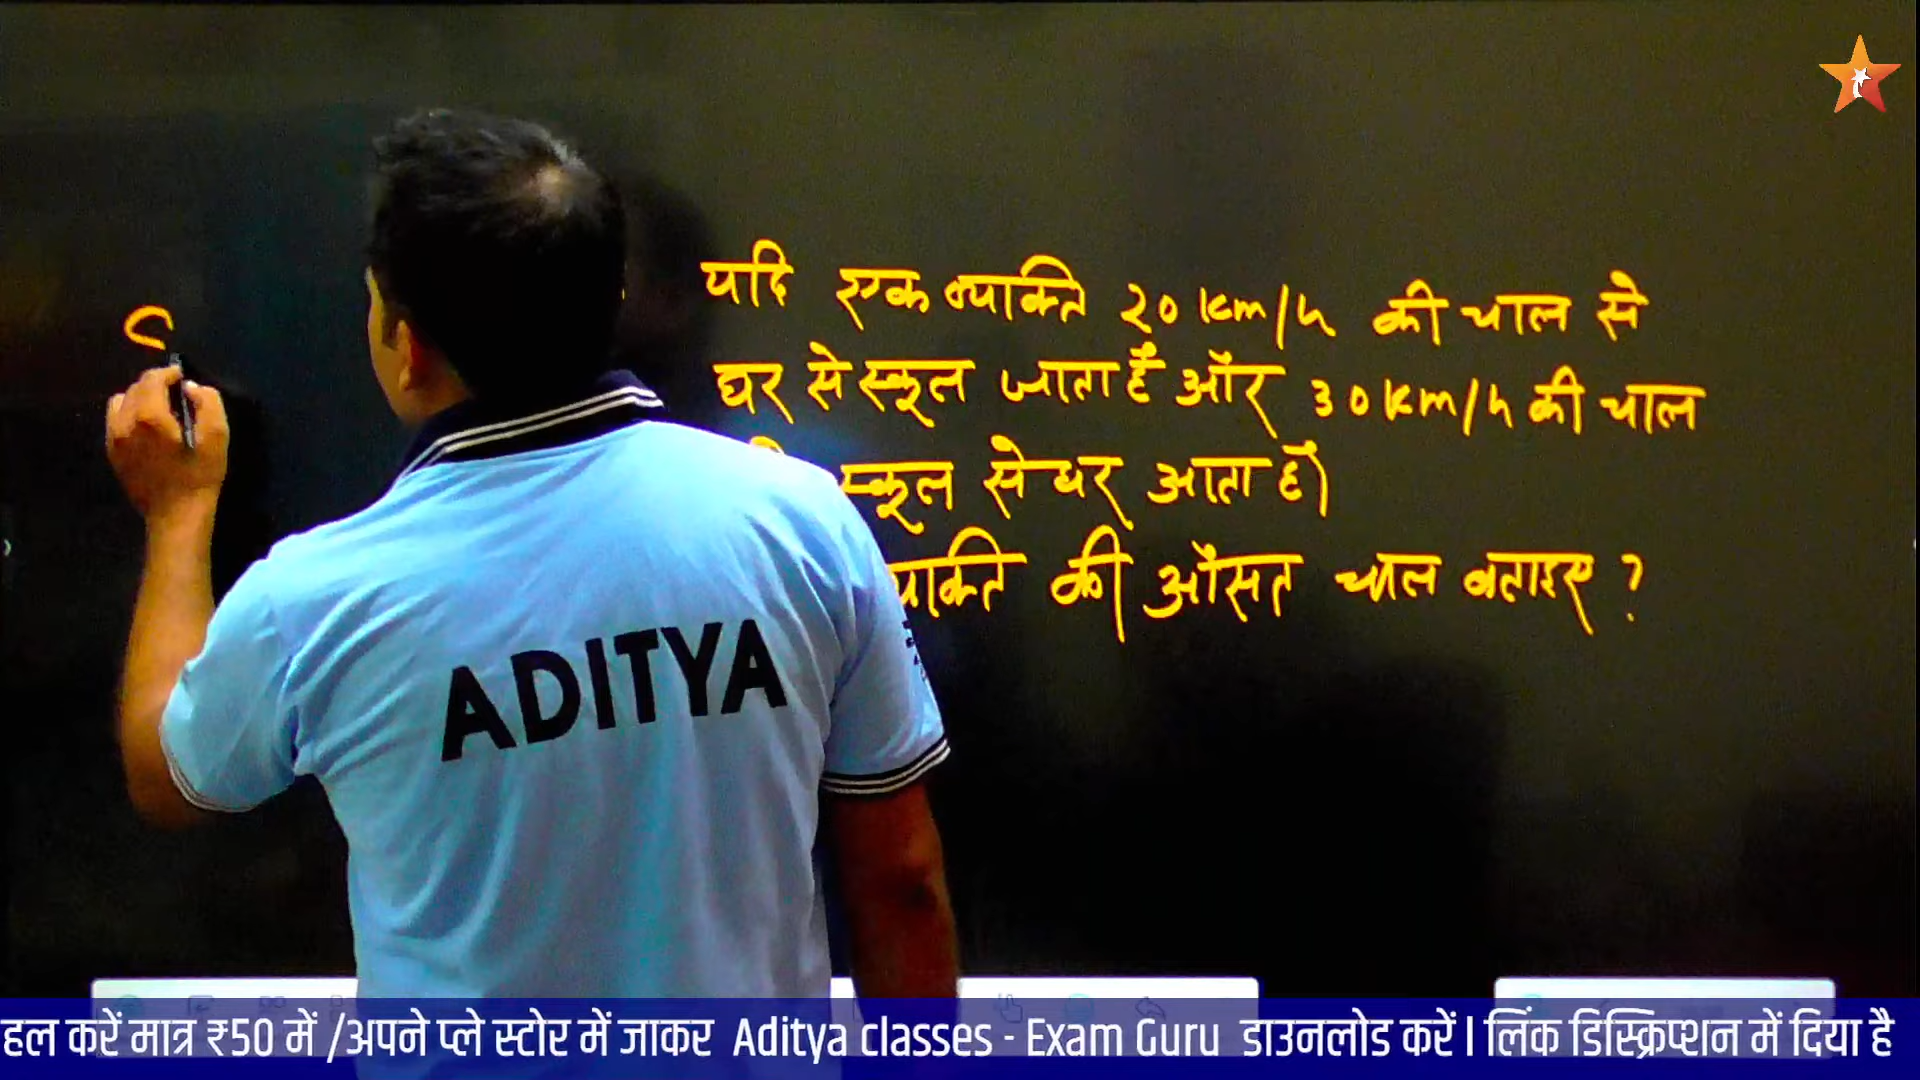 यदि एक व्यक्ति 20 km/h की चाल से
घर से स्कूल जाता हैं और 30 km/h की चाल
स्कूल से घर आता हैं।
की औसत चाल बताइए ?
ADITYA
हल करें मात्र ₹50 में /अपने प्ले स्टोर में जाकर Aditya classes - Exam Guru डाउनलोड करें । लिंक डिस्क्रिप्शन में दिया है